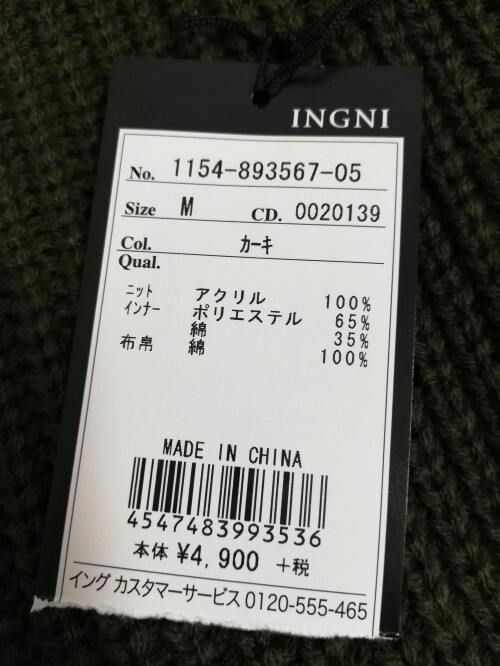 INGNI
No. 1154-893567-05
Size M CD. 0020139
Col. カーキ
Qual.
ニット アクリル 100%
インナー ポリエステル 65%
綿 35%
布帛 綿 100%
MADE IN CHINA
4547483993536
本体 ¥4,900 +税
イング カスタマーサービス 0120-555-465